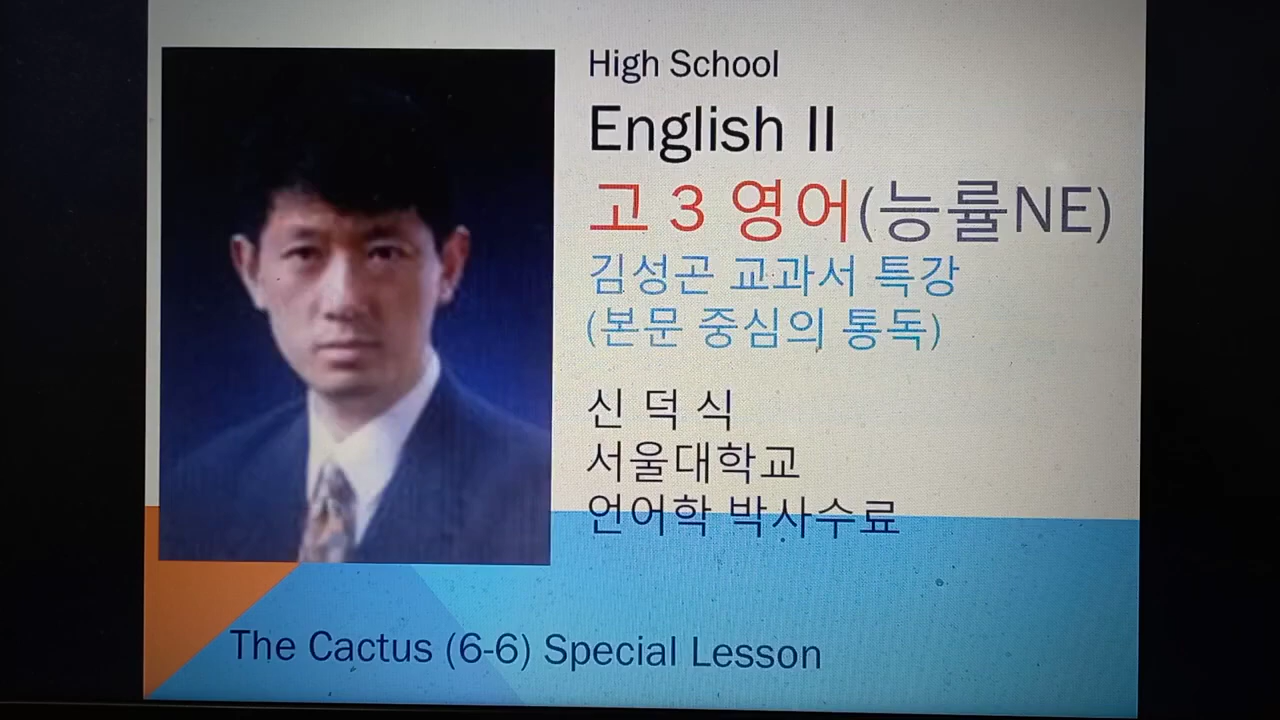 High School
English II
고 3 영어(능률NE)
김성곤 교과서 특강
(본문 중심의 통독)
신 덕 식
서울대학교
언어학 박사수료
The Cactus (6-6) Special Lesson